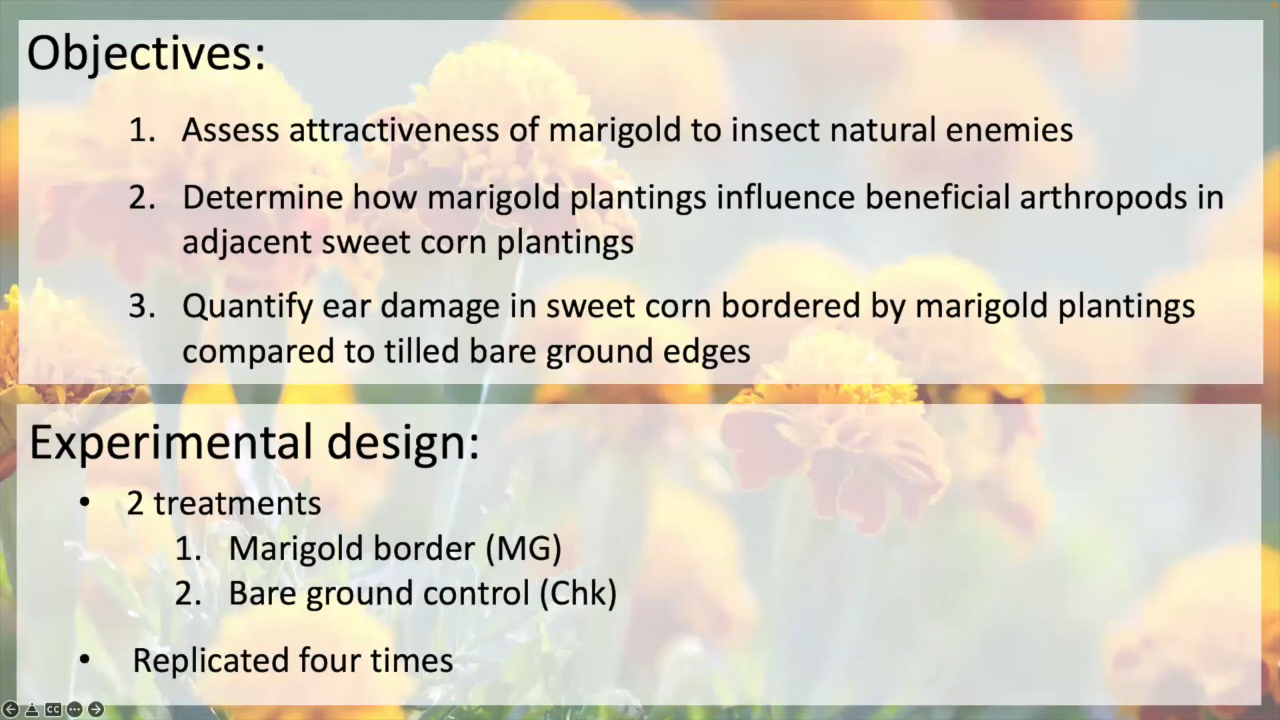 Objectives:
1. Assess attractiveness of marigold to insect natural enemies
2. Determine how marigold plantings influence beneficial arthropods in
adjacent sweet corn plantings
3. Quantify ear damage in sweet corn bordered by marigold plantings
compared to tilled bare ground edges
Experimental design:
• 2 treatments
1. Marigold border (MG)
2. Bare ground control (Chk)
• Replicated four times
CC